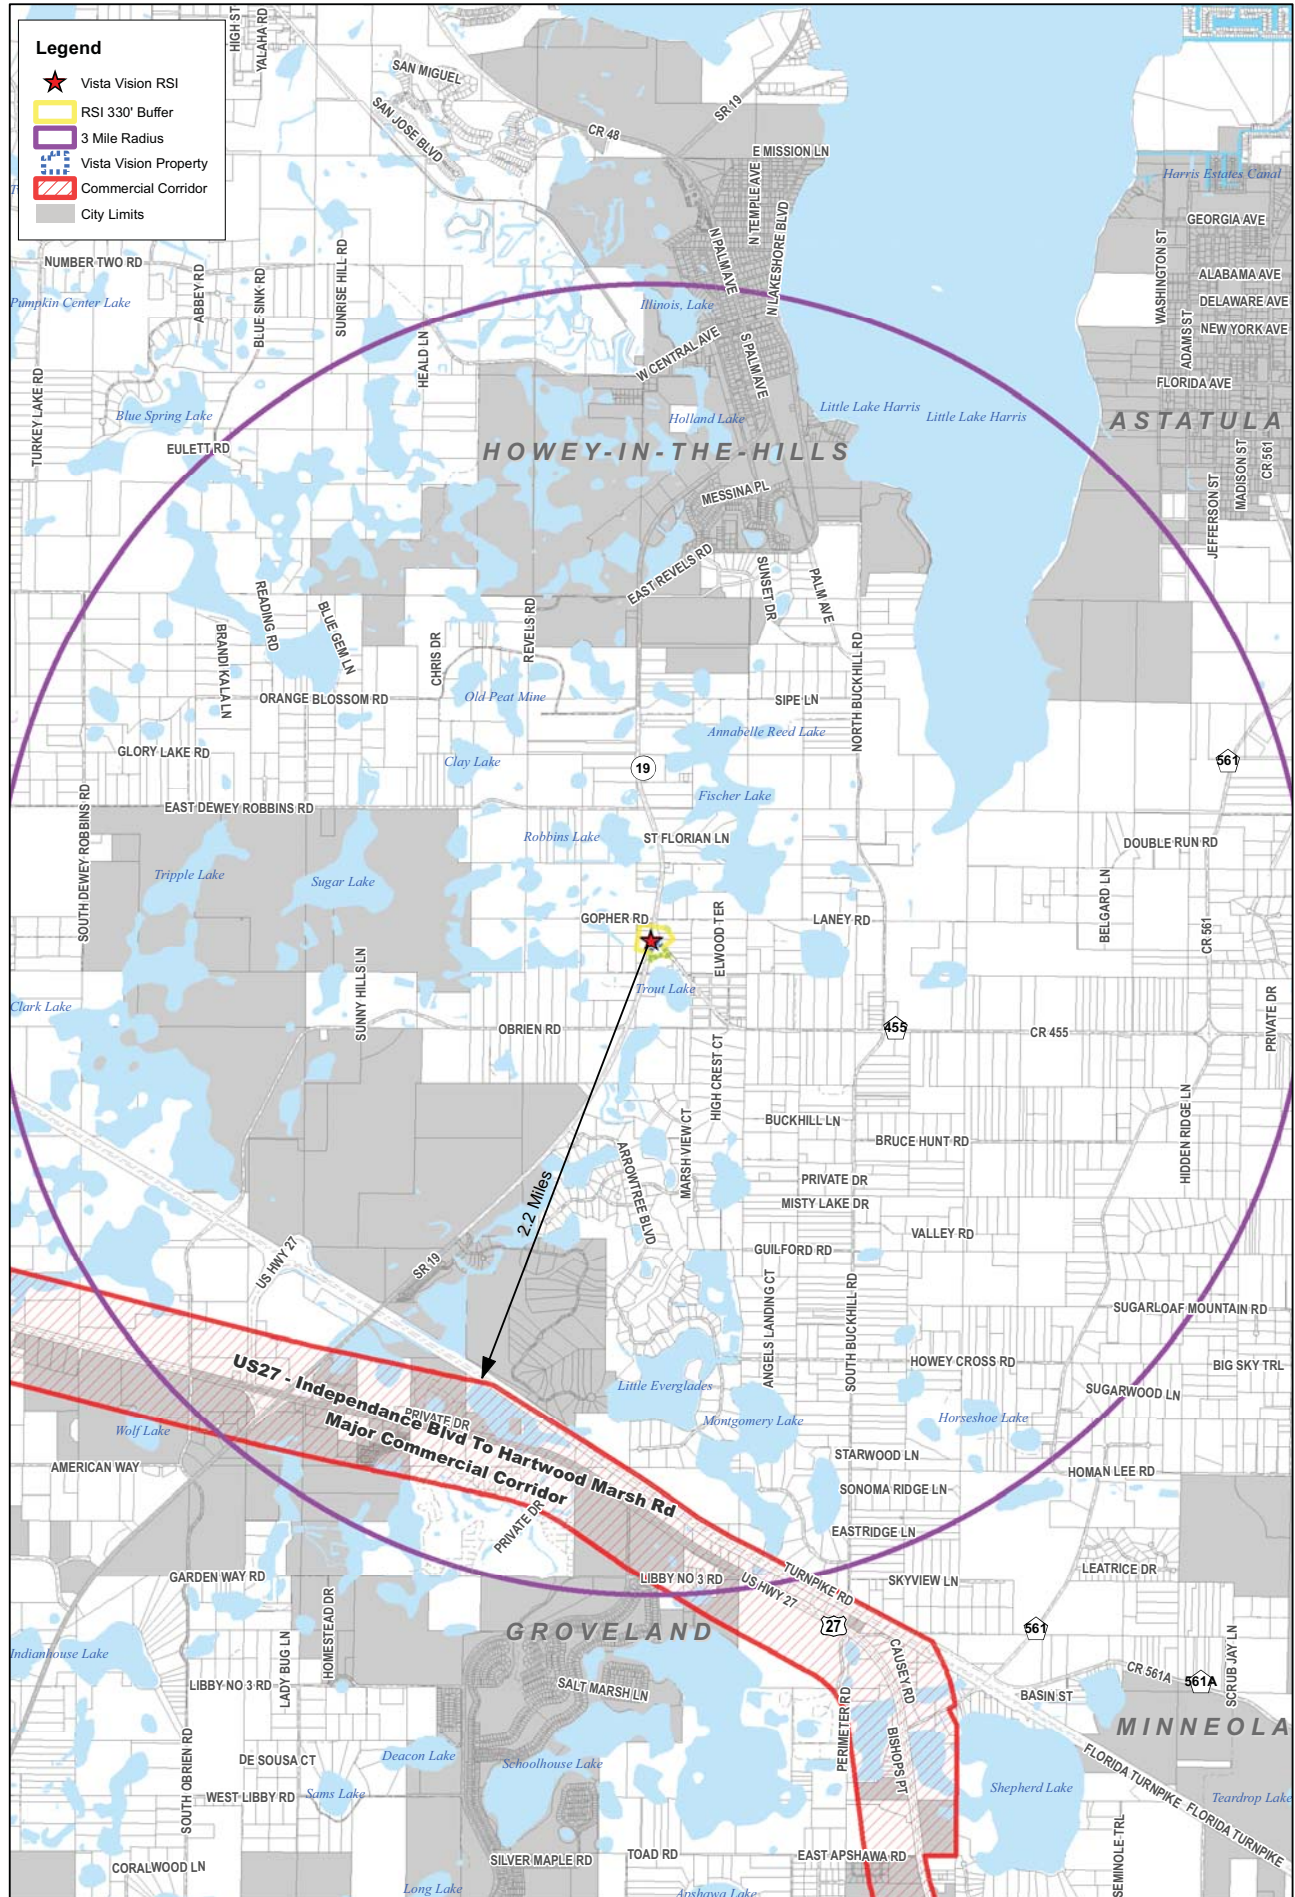 Legend
Vista Vision RSI
RSI 330' Buffer
3 Mile Radius
Vista Vision Property
Commercial Corridor
City Limits
HIGH ST
YALAHA RD
SAN MIGUEL
SAN JOSE BLVD
CR 48
SR 19
E MISSION LN
N TEMPLE AVE
N PALM AVE
N LAKESHORE BLVD
Harris Estates Canal
GEORGIA AVE
WASHINGTON ST
ALABAMA AVE
DELAWARE AVE
NEW YORK AVE
ADAMS ST
FLORIDA AVE
NUMBER TWO RD
Pumpkin Center Lake
ABBEY RD
BLUE SINK RD
SUNRISE HILL RD
HEALD LN
Illinois, Lake
W CENTRAL AVE
S PALM AVE
TURKEY LAKE RD
Blue Spring Lake
EULETT RD
Holland Lake
Little Lake Harris
Little Lake Harris
ASTATULA
HOWEY-IN-THE-HILLS
MADISON ST
CR 561
JEFFERSON ST
MESSINA PL
EAST REVELS RD
SUNSET DR
PALM AVE
READING RD
BLUE GEM LN
BRANDI KALA LN
CHRIS DR
REVELS RD
NORTH BUCKHILL RD
ORANGE BLOSSOM RD
Old Peat Mine
SIPE LN
Annabelle Reed Lake
GLORY LAKE RD
Clay Lake
19
561
Fischer Lake
SOUTH DEWEY ROBBINS RD
EAST DEWEY ROBBINS RD
Robbins Lake
ST FLORIAN LN
DOUBLE RUN RD
Tripple Lake
Sugar Lake
BELGARD LN
GOPHER RD
ELWOOD TER
LANEY RD
CR 561
SUNNY HILLS LN
Trout Lake
Clark Lake
PRIVATE DR
OBRIEN RD
455
CR 455
HIGH CREST CT
BUCKHILL LN
BRUCE HUNT RD
HIDDEN RIDGE LN
MARSH VIEW CT
ARROWTREE BLVD
2.2 Miles
PRIVATE DR
MISTY LAKE DR
VALLEY RD
GUILFORD RD
US HWY 27
SR 19
ANGELS LANDING CT
SOUTH BUCKHILL RD
SUGARLOAF MOUNTAIN RD
HOWEY CROSS RD
BIG SKY TRL
Little Everglades
SUGARWOOD LN
US27 - Independance Blvd To Hartwood Marsh Rd
Major Commercial Corridor
PRIVATE DR
Montgomery Lake
Horseshoe Lake
Wolf Lake
AMERICAN WAY
STARWOOD LN
HOMAN LEE RD
SONOMA RIDGE LN
PRIVATE DR
EASTRIDGE LN
LEATRICE DR
GARDEN WAY RD
LIBBY NO 3 RD
US HWY 27
TURNPIKE RD
SKYVIEW LN
HOMESTEAD DR
GROVELAND
27
561
Indianhouse Lake
LADY BUG LN
CAUSEY RD
SCRUB JAY LN
LIBBY NO 3 RD
SALT MARSH LN
CR 561A
561A
BASIN ST
PERIMETER RD
MINNEOLA
SOUTH OBRIEN RD
DE SOUSA CT
Deacon Lake
Schoolhouse Lake
BISHOPS PT
WEST LIBBY RD
Sams Lake
Shepherd Lake
FLORIDA TURNPIKE
FLORIDA TURNPIKE
Teardrop Lake
CORALWOOD LN
SILVER MAPLE RD
TOAD RD
EAST APSHAWA RD
SEMINOLE TRL
Long Lake
Apshawa Lake